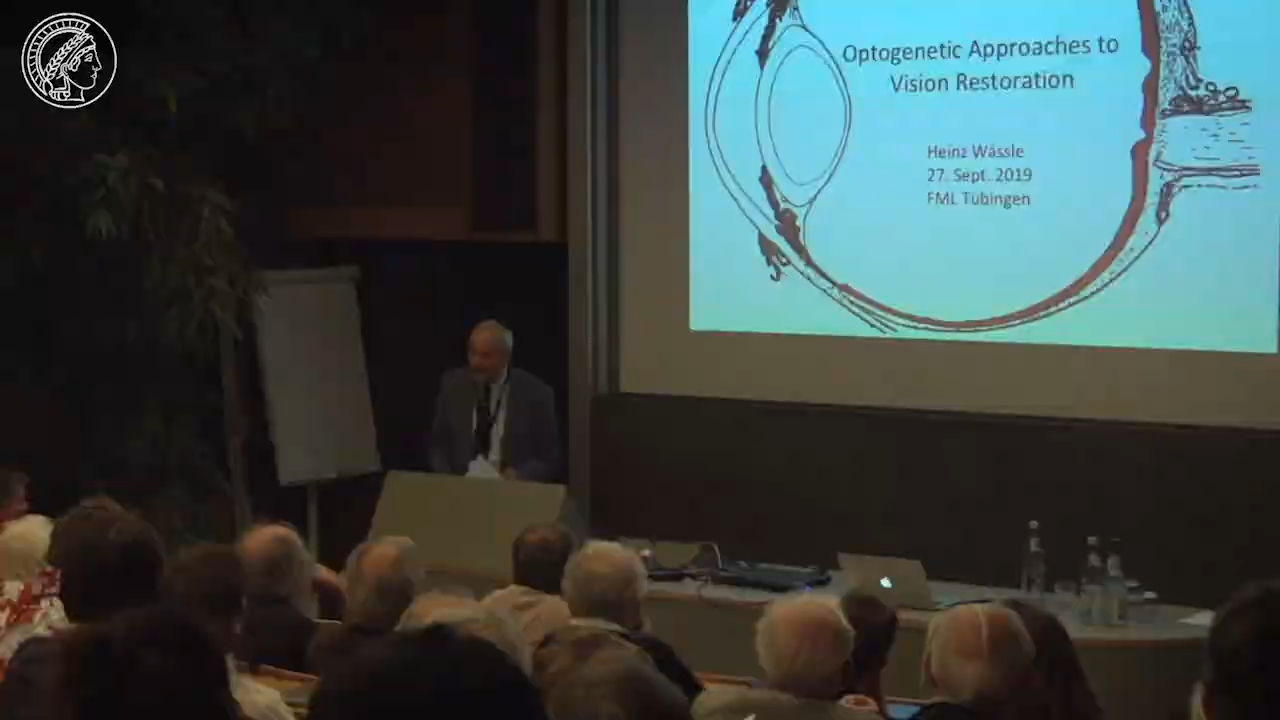 Optogenetic Approaches to
Vision Restoration
Heinz Wässle
27. Sept. 2019
FML Tübingen